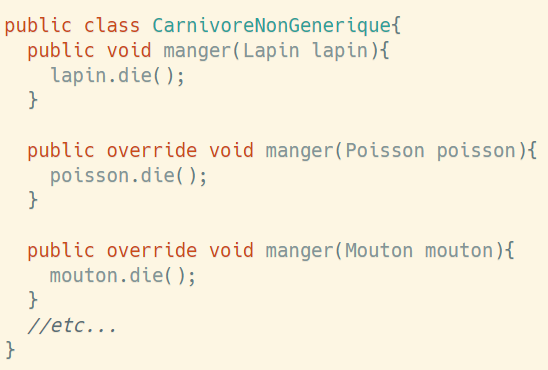 public class CarnivoreNonGenerique{
  public void manger(Lapin lapin){
    lapin.die();
  }

  public override void manger(Poisson poisson){
    poisson.die();
  }

  public override void manger(Mouton mouton){
    mouton.die();
  }
  //etc...
}